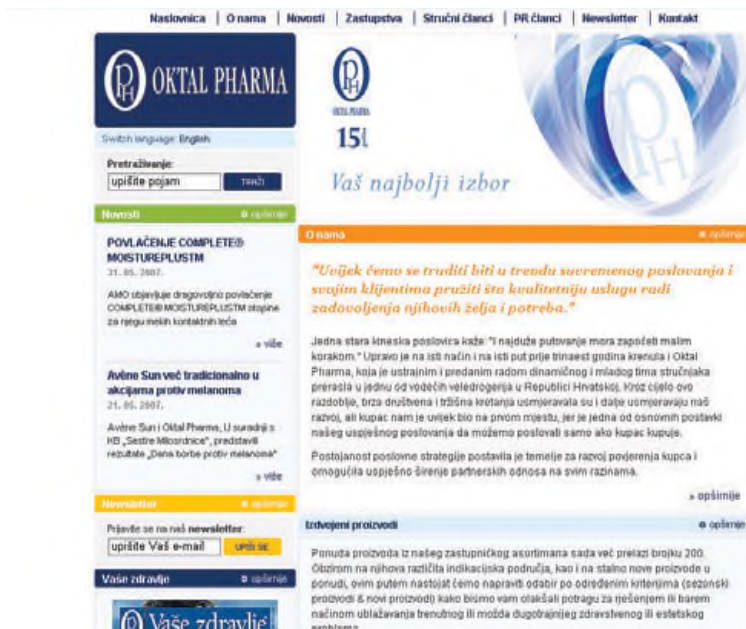 Naslovnica | O nama | Novosti | Zastupstva | Stručni članci | PR članci | Newsletter | Kontakt
OPH
OKTAL PHARMA
Switch language: English
Pretraživanje:
upišite pojam
TRAŽI
Novosti
opširnije
POVLAČENJE COMPLETE®
MOISTUREPLUSTM
31. 05. 2007.
AMO objavljuje dragovoljno povlačenje
COMPLETE® MOISTUREPLUSTM otopine
za njegu mekih kontaktnih leća
» više
Avène Sun već tradicionalno u
akcijama protiv melanoma
21. 05. 2007.
Avène Sun i Oktal Pharma, U suradnji s
KB „Sestre Milosrdnice", predstavili
rezultate „Dana borbe protiv melanoma"
» više
Newsletter
opširnije
Prijavite se na naš newsletter:
upišite Vaš e-mail
UPIŠI SE
Vaše zdravlje
opširnije
Vaše zdravlje
OPH
OKTAL PHARMA
15
Vaš najbolji izbor
OPH
O nama
opširnije
"Uvijek ćemo se truditi biti u trendu suvremenog poslovanja i
svojim klijentima pružiti što kvalitetniju uslugu radi
zadovoljenja njihovih želja i potreba."
Jedna stara kineska poslovica kaže: "I najduže putovanje mora započeti malim
korakom." Upravo je na isti način i na isti put prije trinaest godina krenula i Oktal
Pharma, koja je ustrajnim i predanim radom dinamičnog i mladog tima stručnjaka
prerasla u jednu od vodećih veledrogerija u Republici Hrvatskoj. Kroz cijelo ovo
razdoblje, brza društvena i tržišna kretanja usmjeravala su i dalje usmjeravaju naš
razvoj, ali kupac nam je uvijek bio na prvom mjestu, jer je jedna od osnovnih postavki
našeg uspješnog poslovanja da možemo poslovati samo ako kupac kupuje.
Postojanost poslovne strategije postavila je temelje za razvoj povjerenja kupca i
omogućila uspješno širenje partnerskih odnosa na svim razinama.
» opširnije
Izdvojeni proizvodi
opširnije
Ponuda proizvoda iz našeg zastupničkog asortimana sada već prelazi brojku 200.
Obzirom na njihova različita indikacijska područja, kao i na stalno nove proizvode u
ponudi, ovim putem nastojat ćemo napraviti odabir po određenim kriterijima (sezonski
proizvodi & novi proizvodi) kako bismo vam olakšali potragu za rješenjem ili barem
načinom ublažavanja trenutnog ili možda dugotrajnijeg zdravstvenog ili estetskog
problema.